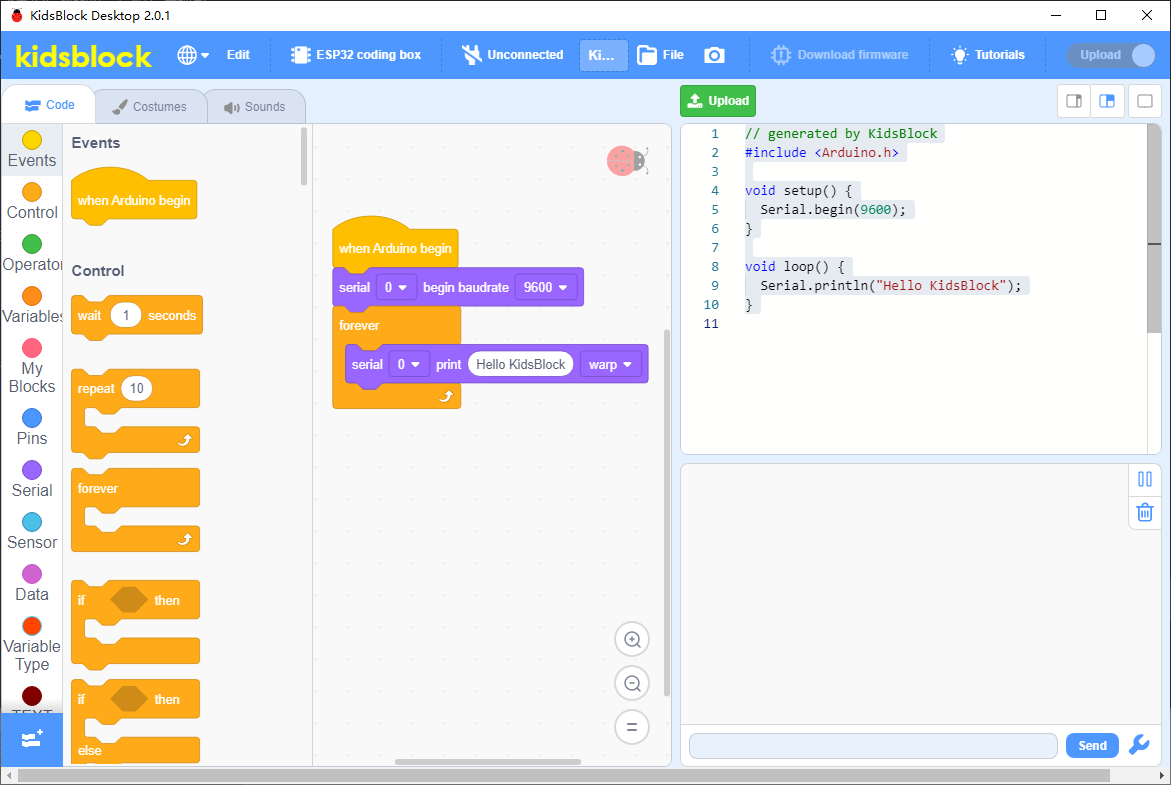 KidsBlock Desktop 2.0.1
kidsblock
Edit
ESP32 coding box
Unconnected
Ki...
File
Download firmware
Tutorials
Upload
Code
Costumes
Sounds
Upload
Events
Control
Operator
Variables
My
Blocks
Pins
Serial
Sensor
Data
Variable
Type
TEXT
Events
when Arduino begin
Control
wait 1 seconds
repeat 10
forever
if then
if then
else
when Arduino begin
serial 0 begin baudrate 9600
forever
serial 0 print Hello KidsBlock warp
1 // generated by KidsBlock
2 #include <Arduino.h>
3
4 void setup() {
5 Serial.begin(9600);
6 }
7
8 void loop() {
9 Serial.println("Hello KidsBlock");
10 }
11
Send